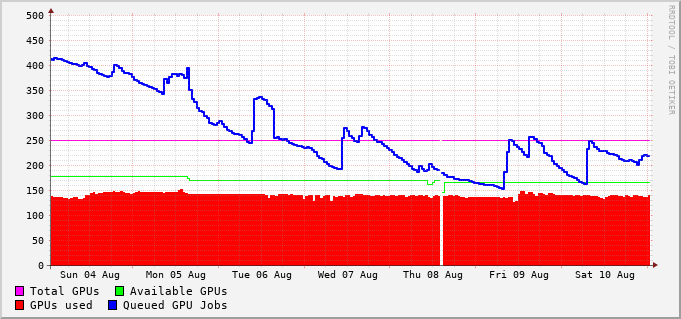 500
450
400
350
300
250
200
150
100
50
0
Sun 04 Aug Mon 05 Aug Tue 06 Aug Wed 07 Aug Thu 08 Aug Fri 09 Aug Sat 10 Aug
Total GPUs Available GPUs
GPUs used Queued GPU Jobs
RRDTOOL / TOBI OETIKER